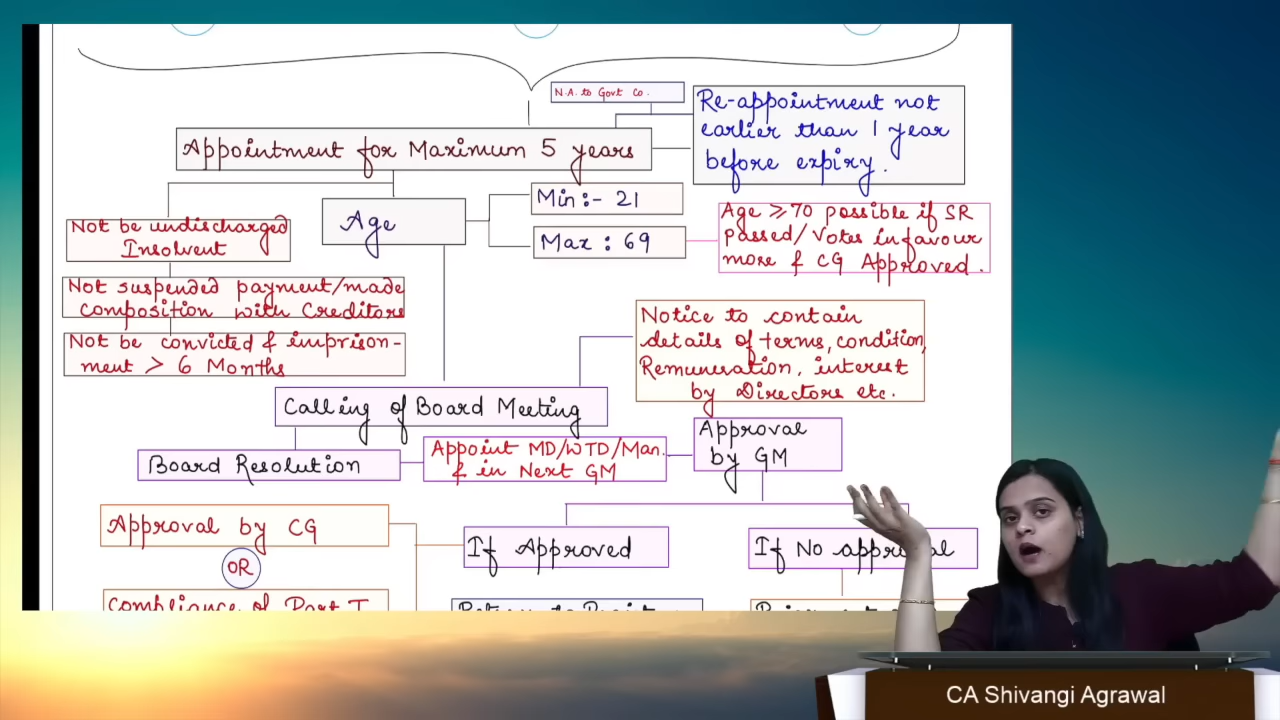 N.A. to Govt Co.
Re-appointment not
earlier than 1 year
before expiry.
Appointment for Maximum 5 years
Age
Min:- 21
Max : 69
Age ≥ 70 possible if SR
Passed/Votes in favour
more & CG Approved.
Not be undischarged
Insolvent
Not suspended payment/made
composition with Creditors
Not be convicted & imprison-
ment > 6 Months
Notice to contain
details of terms, condition,
Remuneration, interest
by Directors etc.
Calling of Board Meeting
Board Resolution
Appoint MD/WTD/Man.
& in Next GM
Approval
by GM
Approval by CG
OR
Compliance of Part I
If Approved
If No approval
CA Shivangi Agrawal